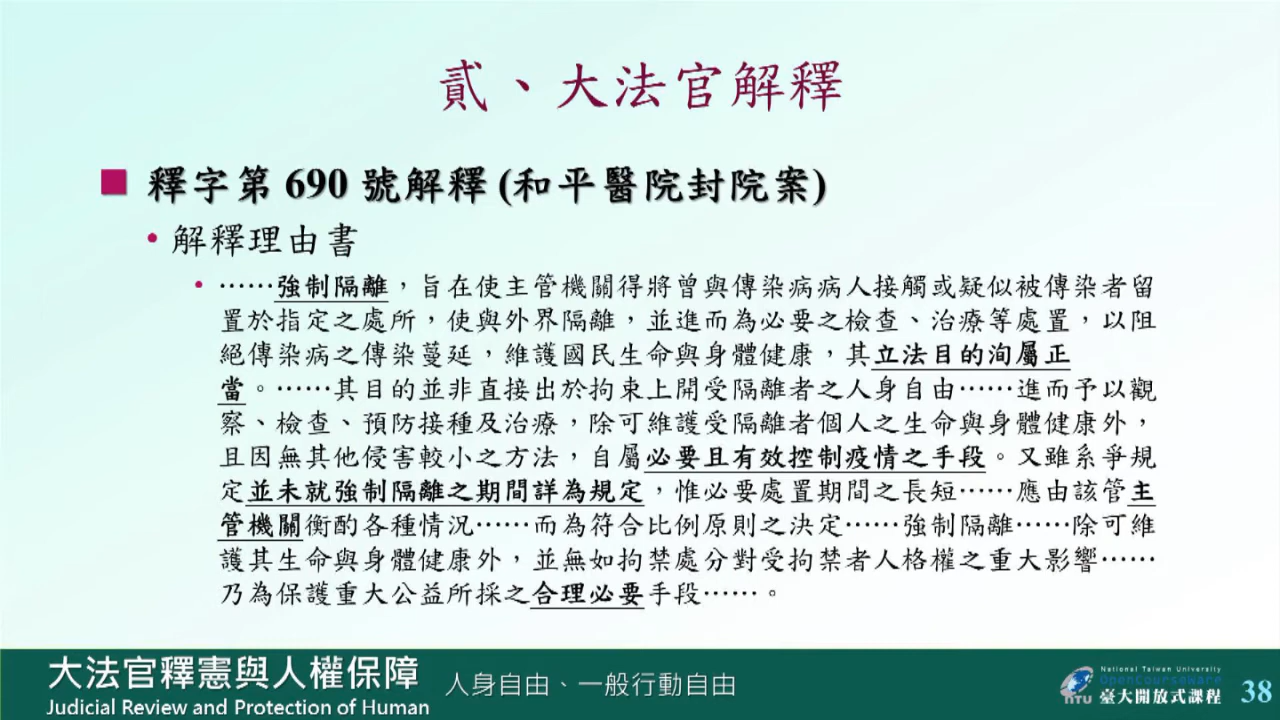 貳、大法官解釋
■ 釋字第 690 號解釋 (和平醫院封院案)
• 解釋理由書
• ……強制隔離，旨在使主管機關得將曾與傳染病病人接觸或疑似被傳染者留
置於指定之處所，使與外界隔離，並進而為必要之檢查、治療等處置，以阻
絕傳染病之傳染蔓延，維護國民生命與身體健康，其立法目的洵屬正
當。……其目的並非直接出於拘束上開受隔離者之人身自由……進而予以觀
察、檢查、預防接種及治療，除可維護受隔離者個人之生命與身體健康外，
且因無其他侵害較小之方法，自屬必要且有效控制疫情之手段。又雖系爭規
定並未就強制隔離之期間詳為規定，惟必要處置期間之長短……應由該管主
管機關衡酌各種情況……而為符合比例原則之決定……強制隔離……除可維
護其生命與身體健康外，並無如拘禁處分對受拘禁者人格權之重大影響……
乃為保護重大公益所採之合理必要手段……。
大法官釋憲與人權保障
Judicial Review and Protection of Human
人身自由、一般行動自由
National Taiwan University
OpenCourseWare
NTU 臺大開放式課程
38